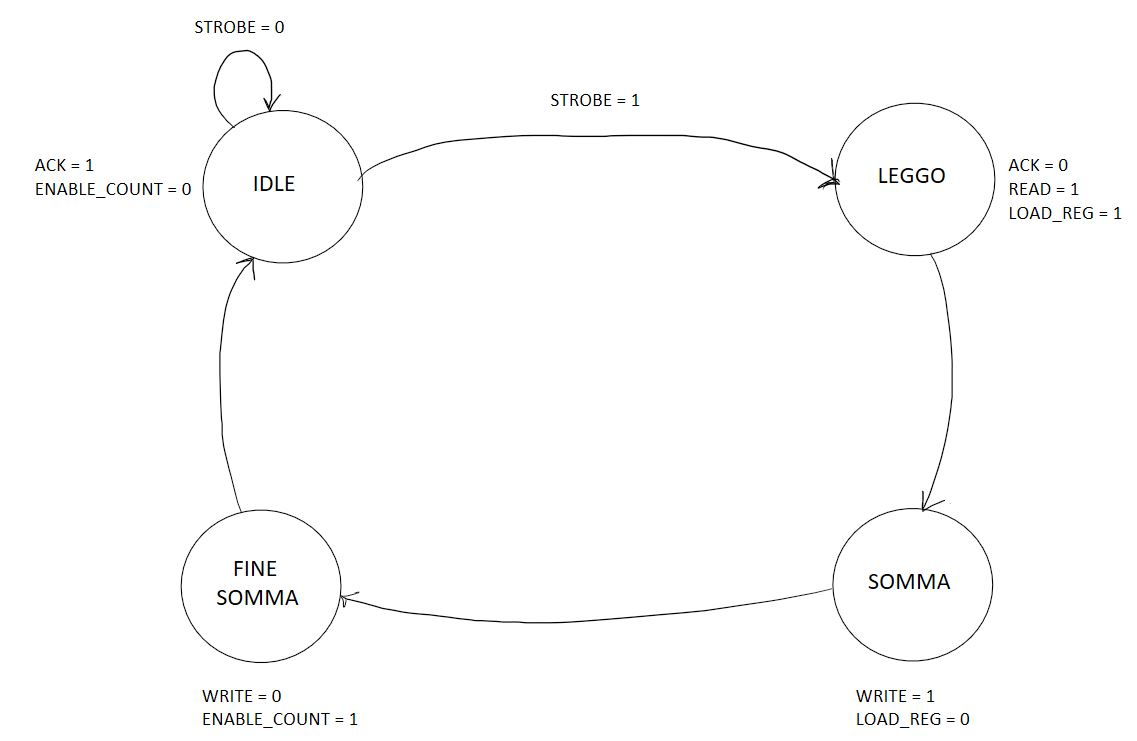 STROBE = 0
STROBE = 1
ACK = 1
ENABLE_COUNT = 0
IDLE
LEGGO
ACK = 0
READ = 1
LOAD_REG = 1
FINE
SOMMA
SOMMA
WRITE = 0
ENABLE_COUNT = 1
WRITE = 1
LOAD_REG = 0